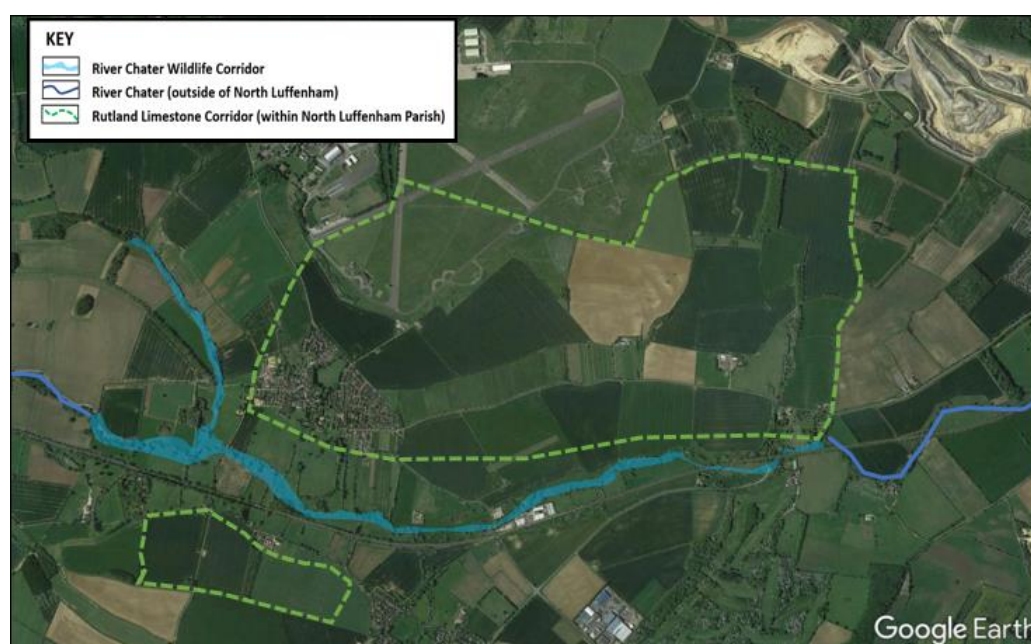 KEY
River Chater Wildlife Corridor
River Chater (outside of North Luffenham)
Rutland Limestone Corridor (within North Luffenham Parish)
Google Earth